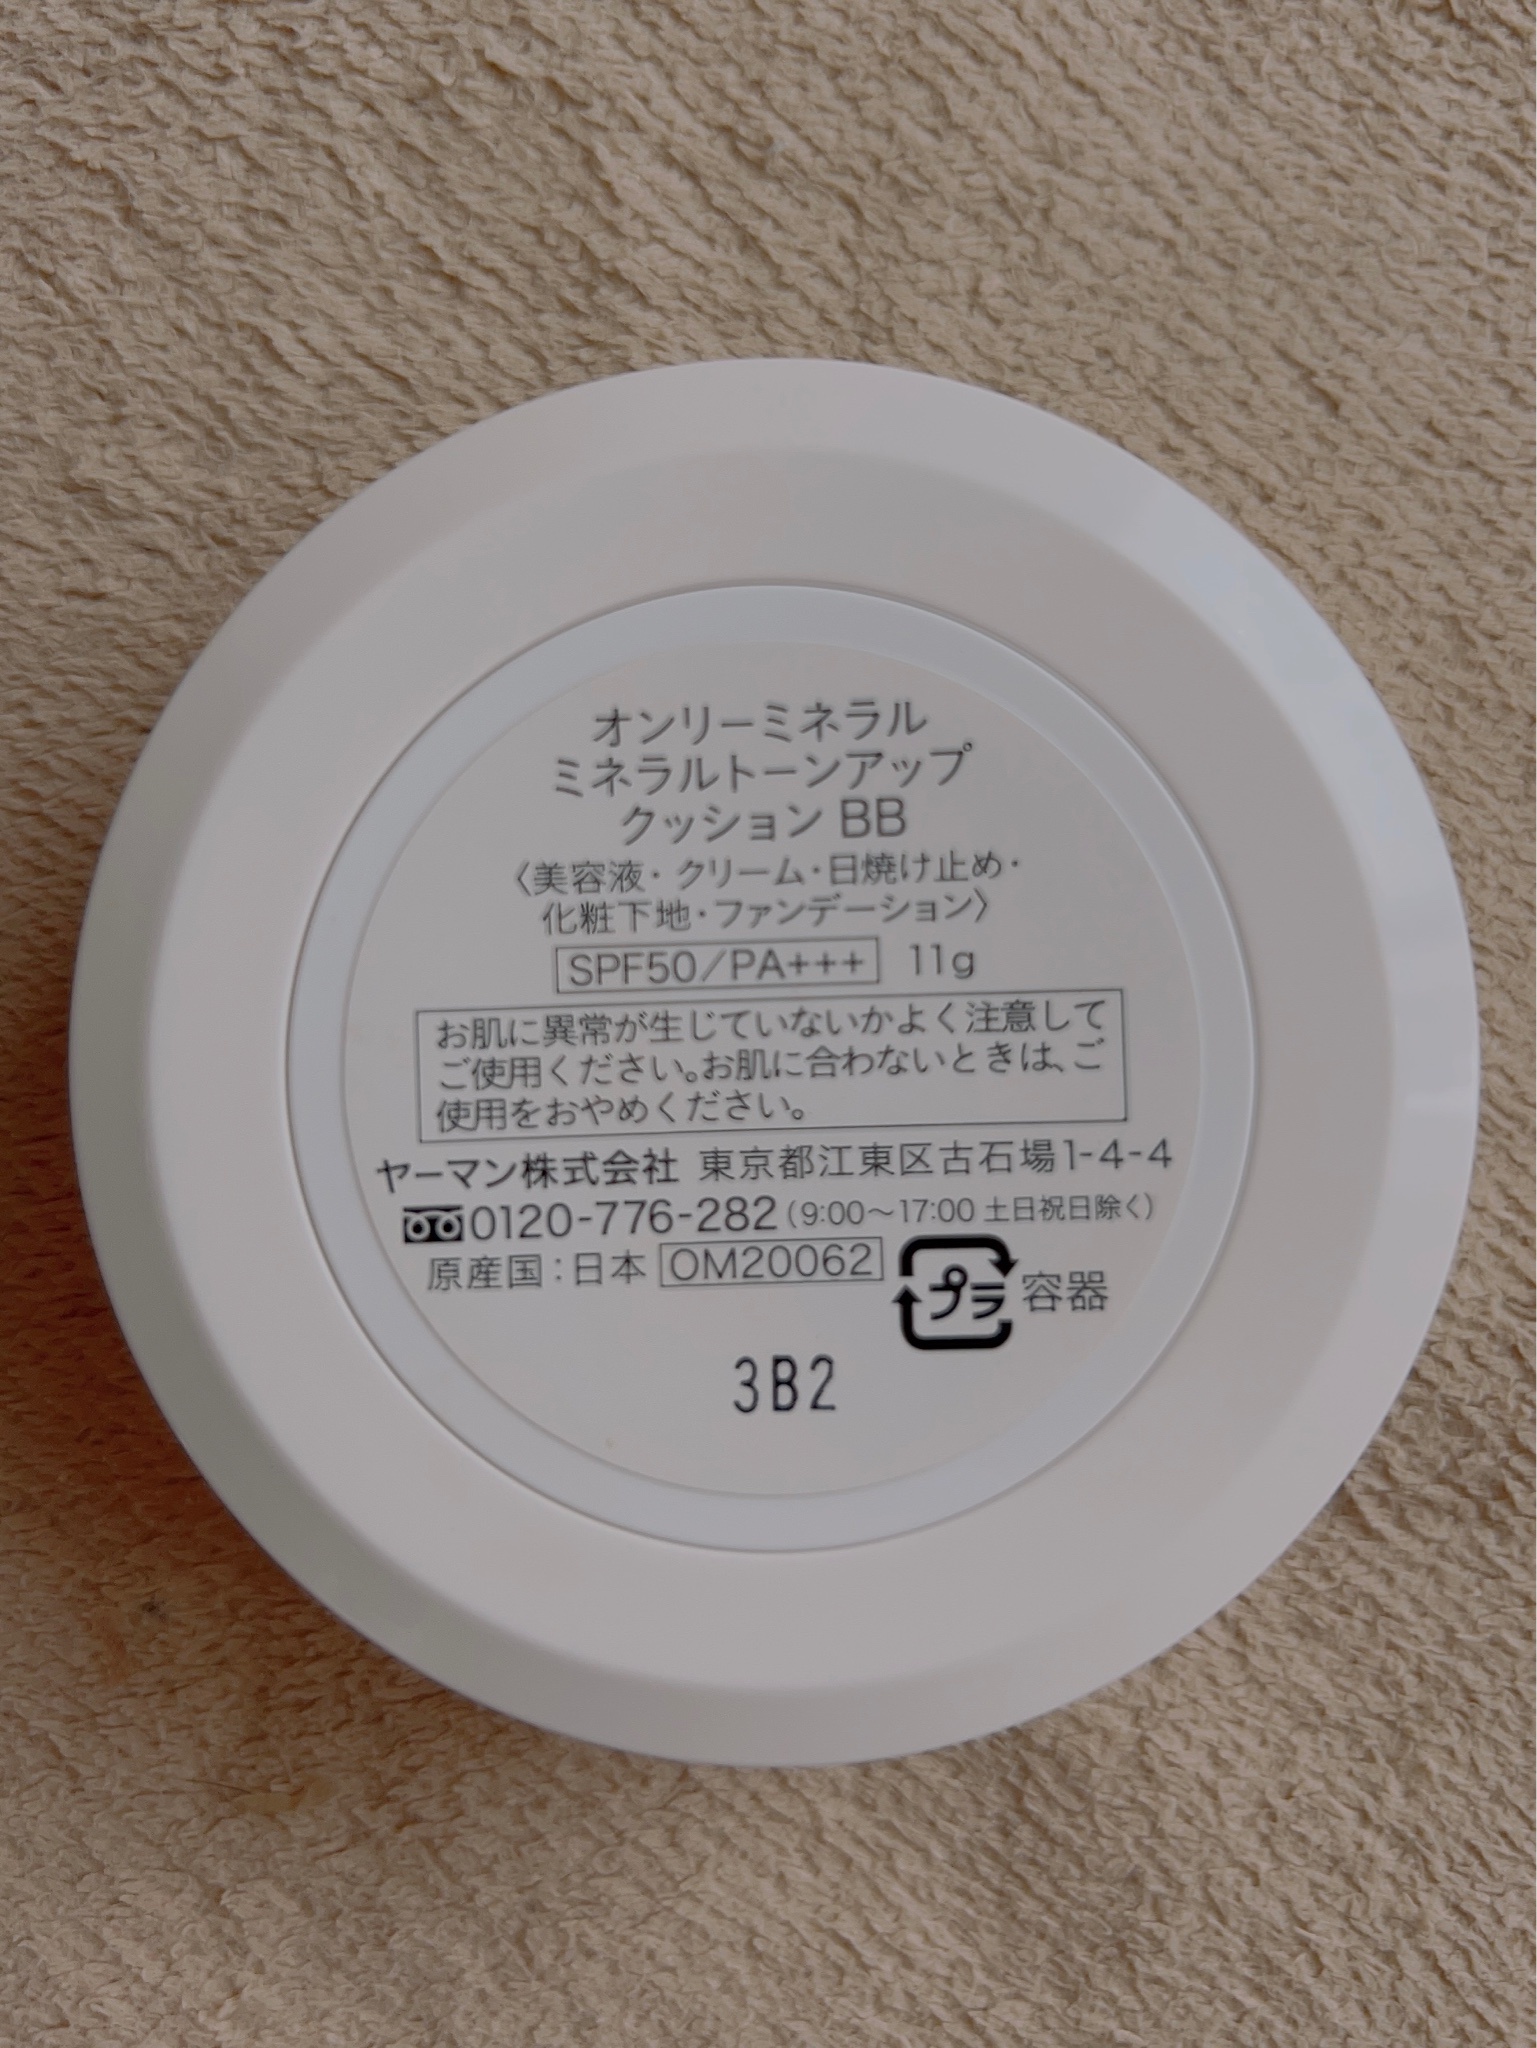 オンリーミネラル
ミネラルトーンアップ
クッション BB
〈美容液・クリーム・日焼け止め・
化粧下地・ファンデーション〉
SPF50/PA+++ 11g
お肌に異常が生じていないかよく注意して
ご使用ください。お肌に合わないときは、ご
使用をおやめください。
ヤーマン株式会社 東京都江東区古石場1-4-4
0120-776-282(9:00～17:00 土日祝日除く)
原産国:日本 OM20062 プラ 容器
3B2